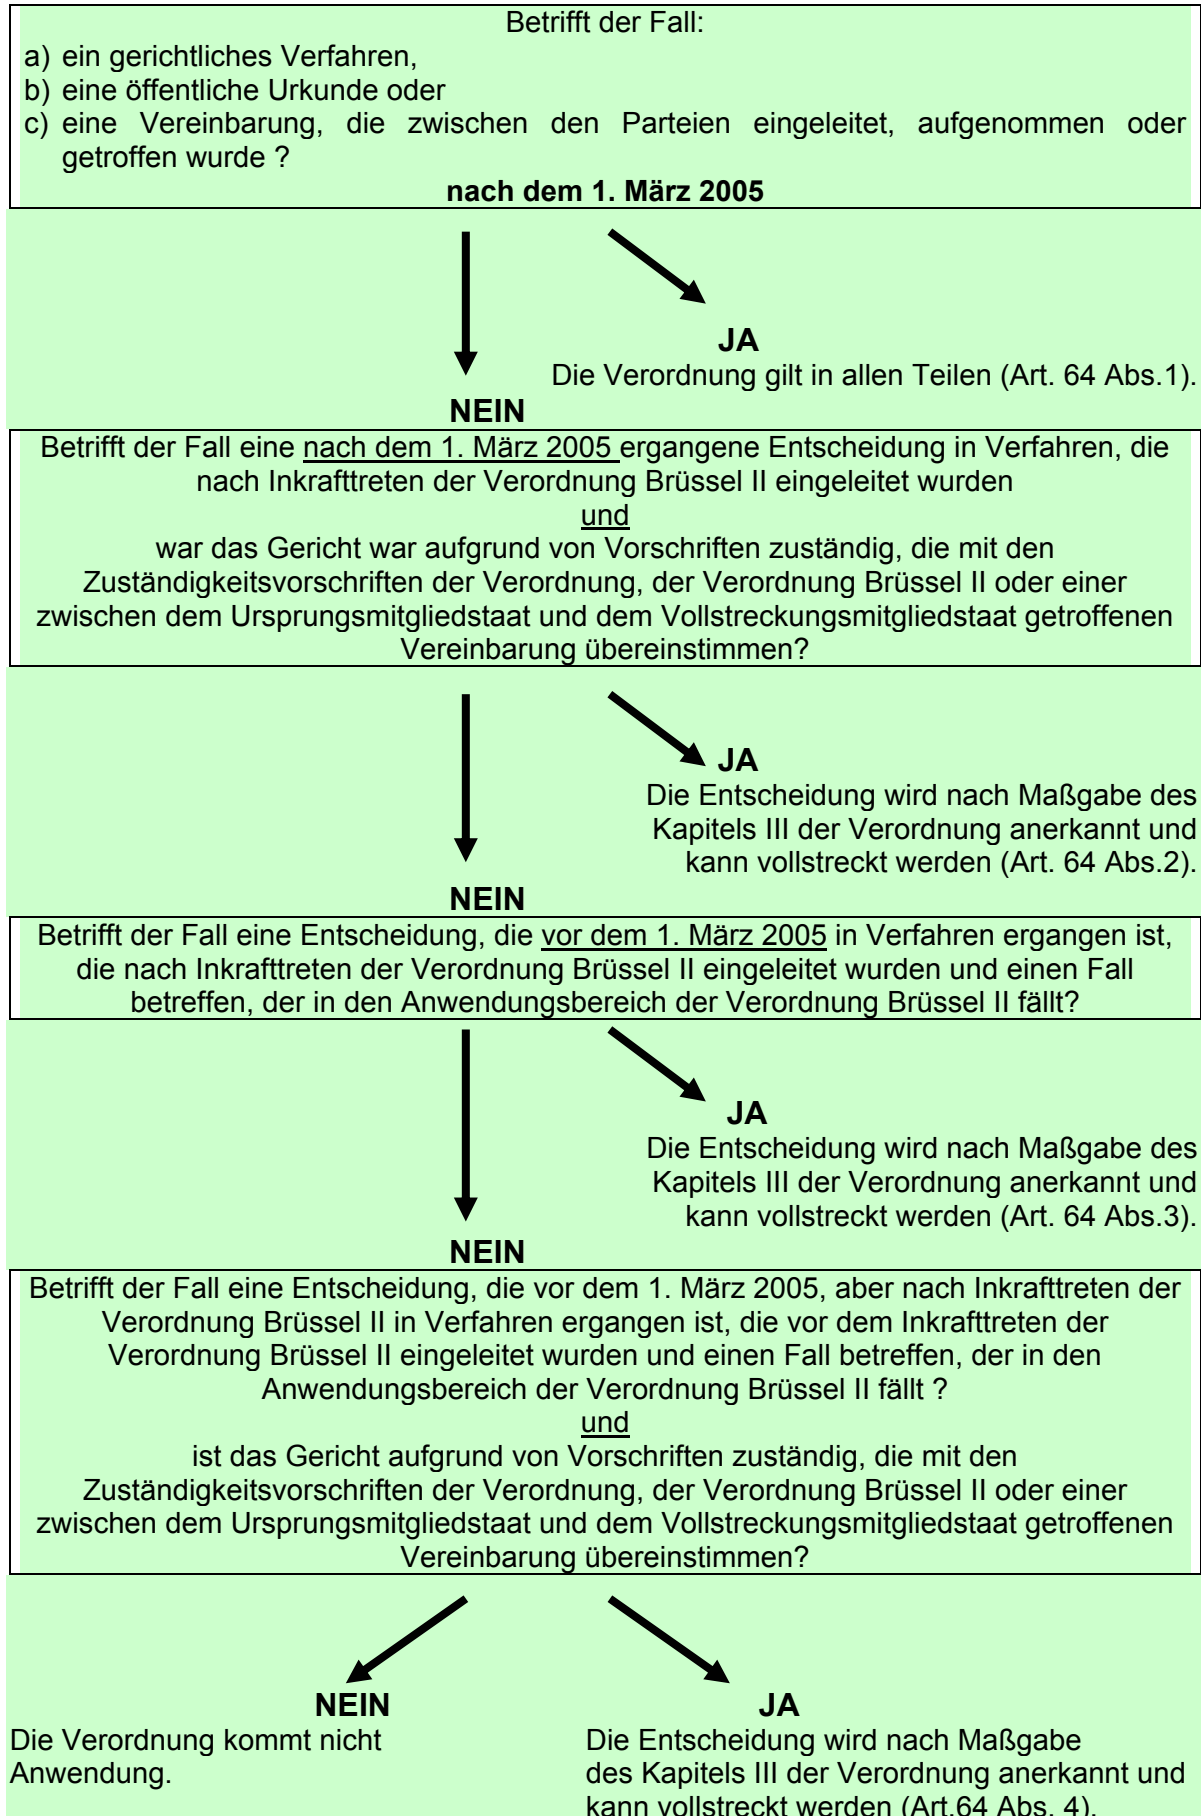 Betrifft der Fall:
a) ein gerichtliches Verfahren,
b) eine öffentliche Urkunde oder
c) eine Vereinbarung, die zwischen den Parteien eingeleitet, aufgenommen oder
getroffen wurde ?
nach dem 1. März 2005
JA
Die Verordnung gilt in allen Teilen (Art. 64 Abs.1).
NEIN
Betrifft der Fall eine nach dem 1. März 2005 ergangene Entscheidung in Verfahren, die
nach Inkrafttreten der Verordnung Brüssel II eingeleitet wurden
und
war das Gericht war aufgrund von Vorschriften zuständig, die mit den
Zuständigkeitsvorschriften der Verordnung, der Verordnung Brüssel II oder einer
zwischen dem Ursprungsmitgliedstaat und dem Vollstreckungsmitgliedstaat getroffenen
Vereinbarung übereinstimmen?
JA
Die Entscheidung wird nach Maßgabe des
Kapitels III der Verordnung anerkannt und
kann vollstreckt werden (Art. 64 Abs.2).
NEIN
Betrifft der Fall eine Entscheidung, die vor dem 1. März 2005 in Verfahren ergangen ist,
die nach Inkrafttreten der Verordnung Brüssel II eingeleitet wurden und einen Fall
betreffen, der in den Anwendungsbereich der Verordnung Brüssel II fällt?
JA
Die Entscheidung wird nach Maßgabe des
Kapitels III der Verordnung anerkannt und
kann vollstreckt werden (Art. 64 Abs.3).
NEIN
Betrifft der Fall eine Entscheidung, die vor dem 1. März 2005, aber nach Inkrafttreten der
Verordnung Brüssel II in Verfahren ergangen ist, die vor dem Inkrafttreten der
Verordnung Brüssel II eingeleitet wurden und einen Fall betreffen, der in den
Anwendungsbereich der Verordnung Brüssel II fällt ?
und
ist das Gericht aufgrund von Vorschriften zuständig, die mit den
Zuständigkeitsvorschriften der Verordnung, der Verordnung Brüssel II oder einer
zwischen dem Ursprungsmitgliedstaat und dem Vollstreckungsmitgliedstaat getroffenen
Vereinbarung übereinstimmen?
NEIN
Die Verordnung kommt nicht
Anwendung.
JA
Die Entscheidung wird nach Maßgabe
des Kapitels III der Verordnung anerkannt und
kann vollstreckt werden (Art.64 Abs. 4).